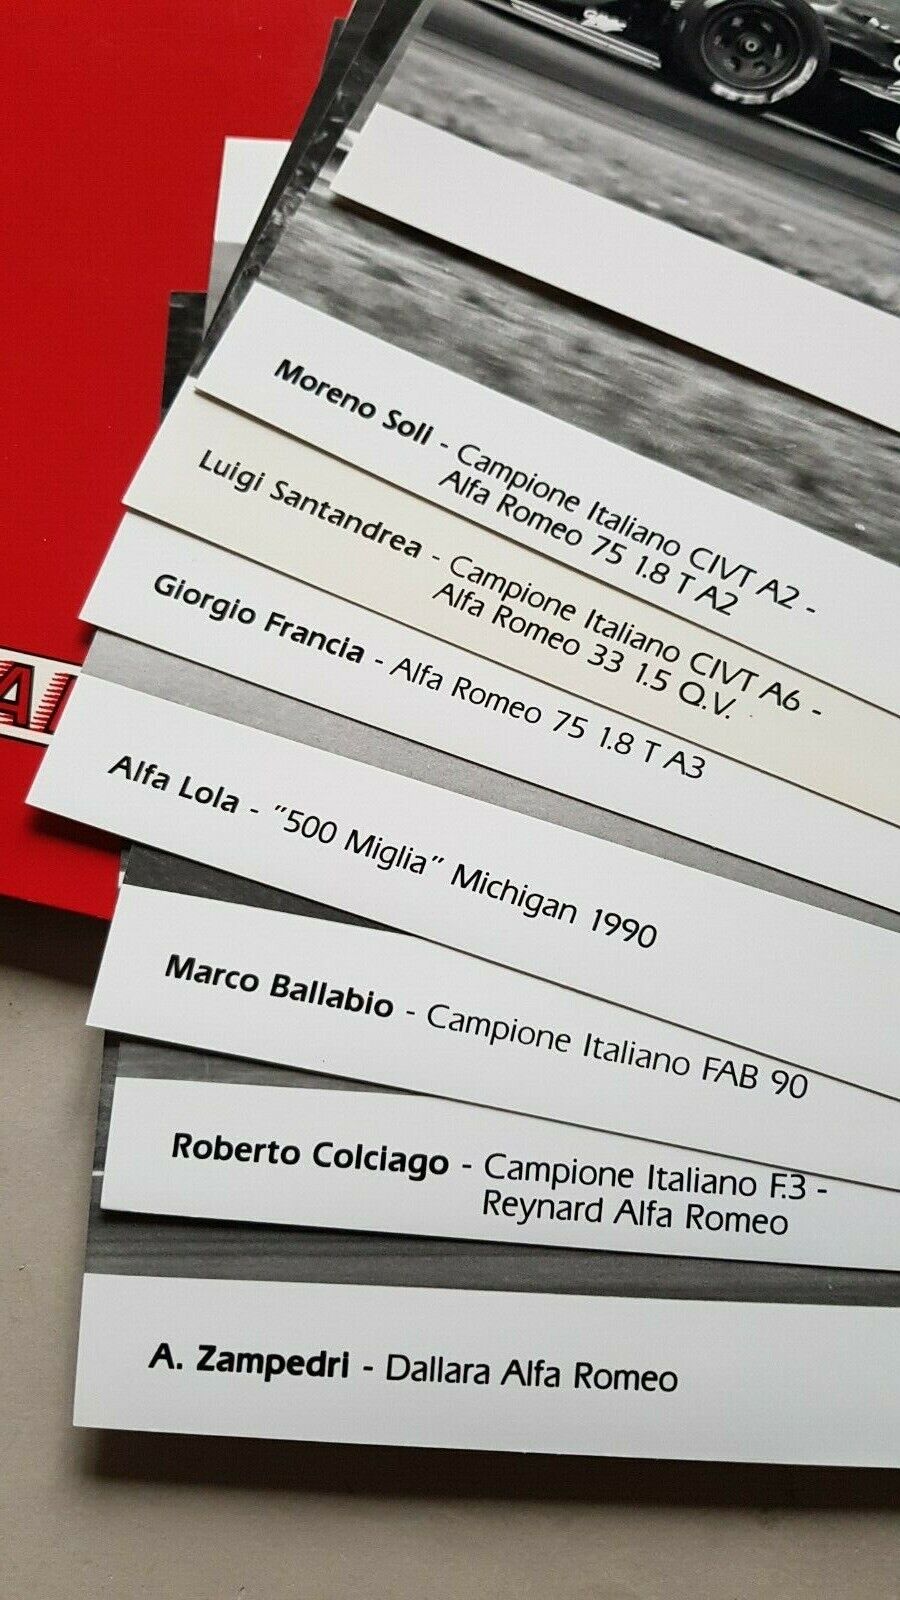 Moreno Soli - Campione Italiano CIVT A2 -
Alfa Romeo 75 1.8 T A2
Luigi Santandrea - Campione Italiano CIVT A6 -
Alfa Romeo 33 1.5 Q.V.
Giorgio Francia - Alfa Romeo 75 1.8 T A3
Alfa Lola - "500 Miglia" Michigan 1990
Marco Ballabio - Campione Italiano FAB 90
Roberto Colciago - Campione Italiano F.3 -
Reynard Alfa Romeo
A. Zampedri - Dallara Alfa Romeo